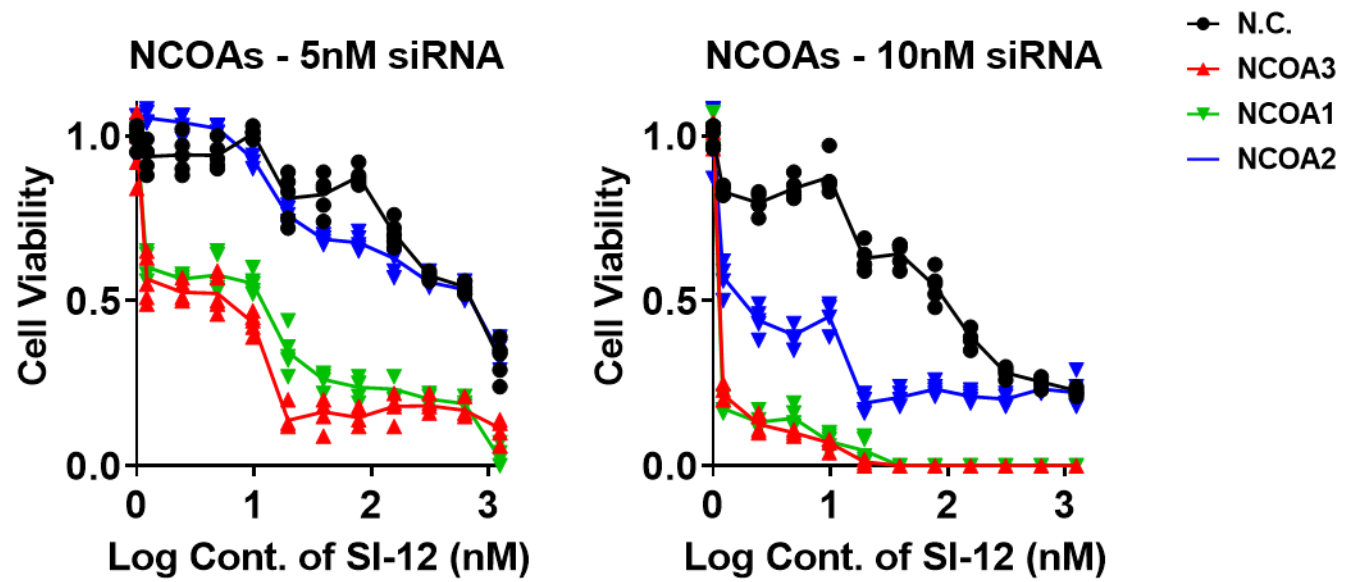 NCOAs - 5nM siRNA
NCOAs - 10nM siRNA
N.C.
NCOA3
NCOA1
NCOA2
Cell Viability
1.0
0.5
0.0
0 1 2 3
Log Cont. of SI-12 (nM)
Cell Viability
1.0
0.5
0.0
0 1 2 3
Log Cont. of SI-12 (nM)